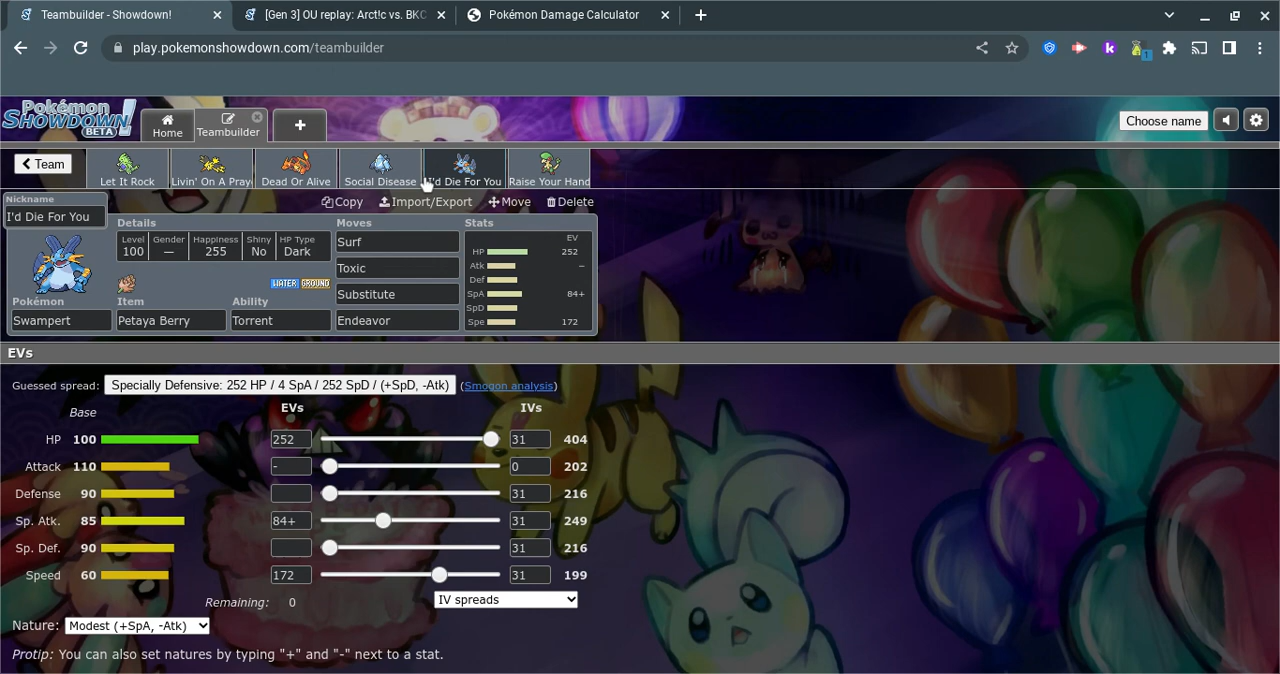 Teambuilder - Showdown!
[Gen 3] OU replay: Arct!c vs. BKC
Pokémon Damage Calculator
play.pokemonshowdown.com/teambuilder
1
Pokémon
SHOWDOWN!
BETA
Home
Teambuilder
Choose name
Team
Let It Rock
Livin' On A Pray
Dead Or Alive
Social Disease
I'd Die For You
Raise Your Hand
Nickname
I'd Die For You
Copy
Import/Export
Move
Delete
Details
Moves
Stats
Level
Gender
Happiness
Shiny
HP Type
100
—
255
No
Dark
Surf
Toxic
Substitute
Endeavor
EV
HP 252
Atk –
Def
SpA 84+
SpD
Spe 172
WATER GROUND
Pokémon
Item
Ability
Swampert
Petaya Berry
Torrent
EVs
Guessed spread: Specially Defensive: 252 HP / 4 SpA / 252 SpD / (+SpD, -Atk) (Smogon analysis)
Base EVs IVs
HP 100 252 31 404
Attack 110 - 0 202
Defense 90 31 216
Sp. Atk. 85 84+ 31 249
Sp. Def. 90 31 216
Speed 60 172 31 199
Remaining: 0 IV spreads
Nature: Modest (+SpA, -Atk)
Protip: You can also set natures by typing "+" and "-" next to a stat.